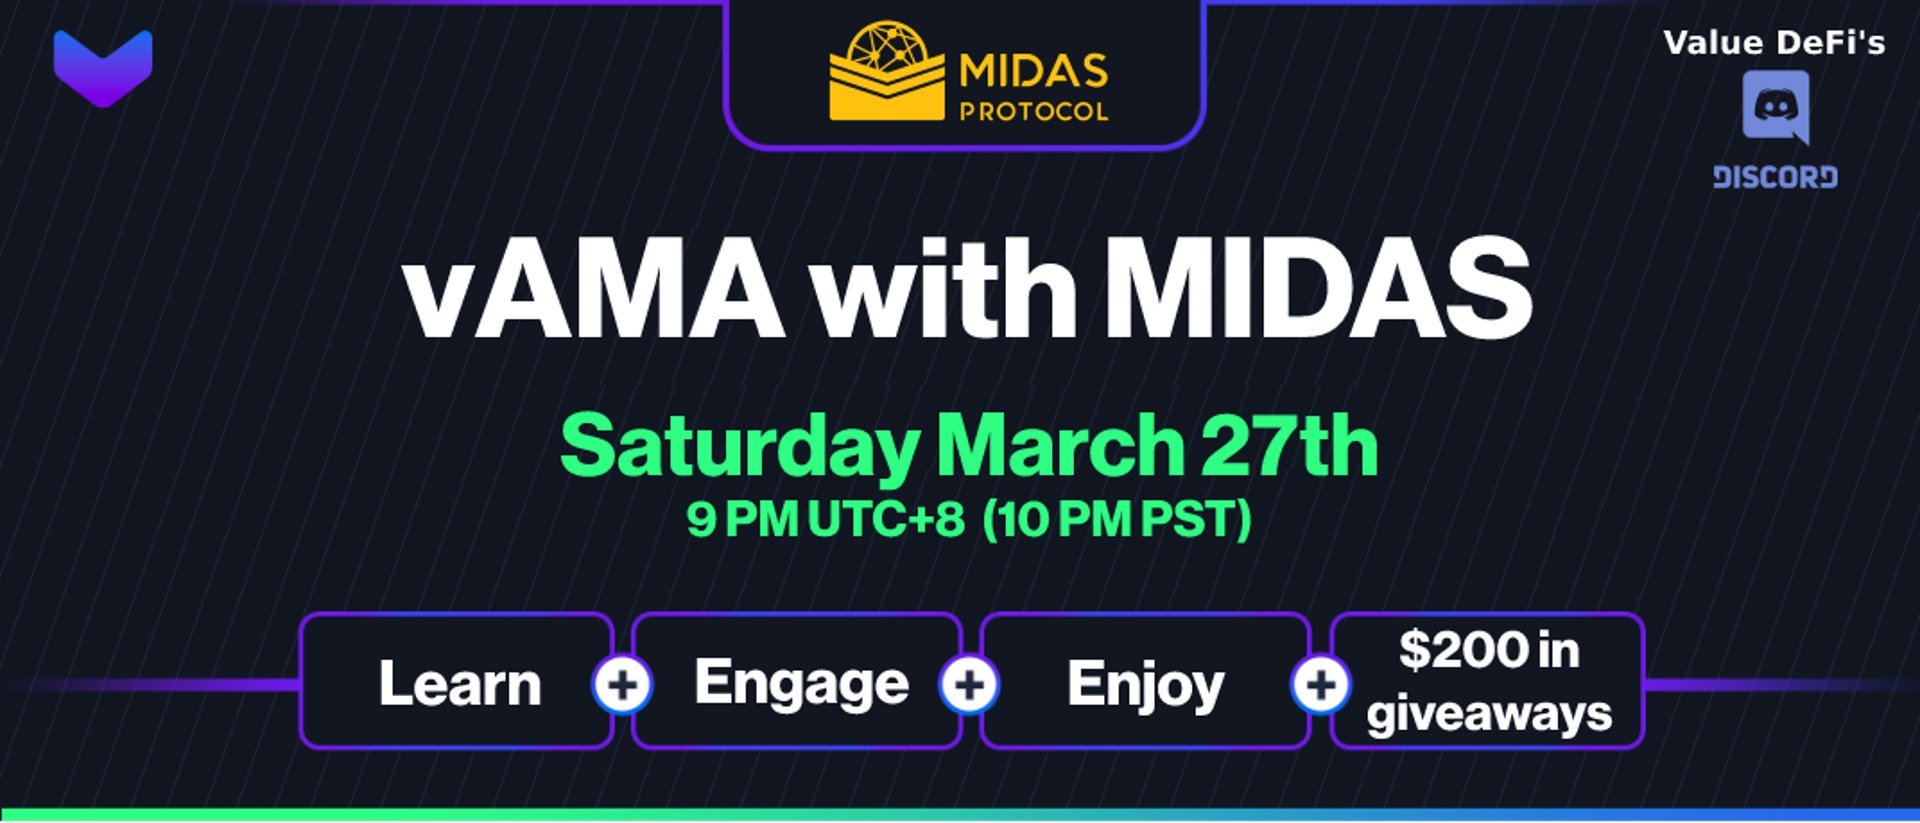 MIDAS
PROTOCOL
Value DeFi's
DISCORD
vAMA with MIDAS
Saturday March 27th
9 PM UTC+8 (10 PM PST)
Learn
Engage
Enjoy
$200 in
giveaways